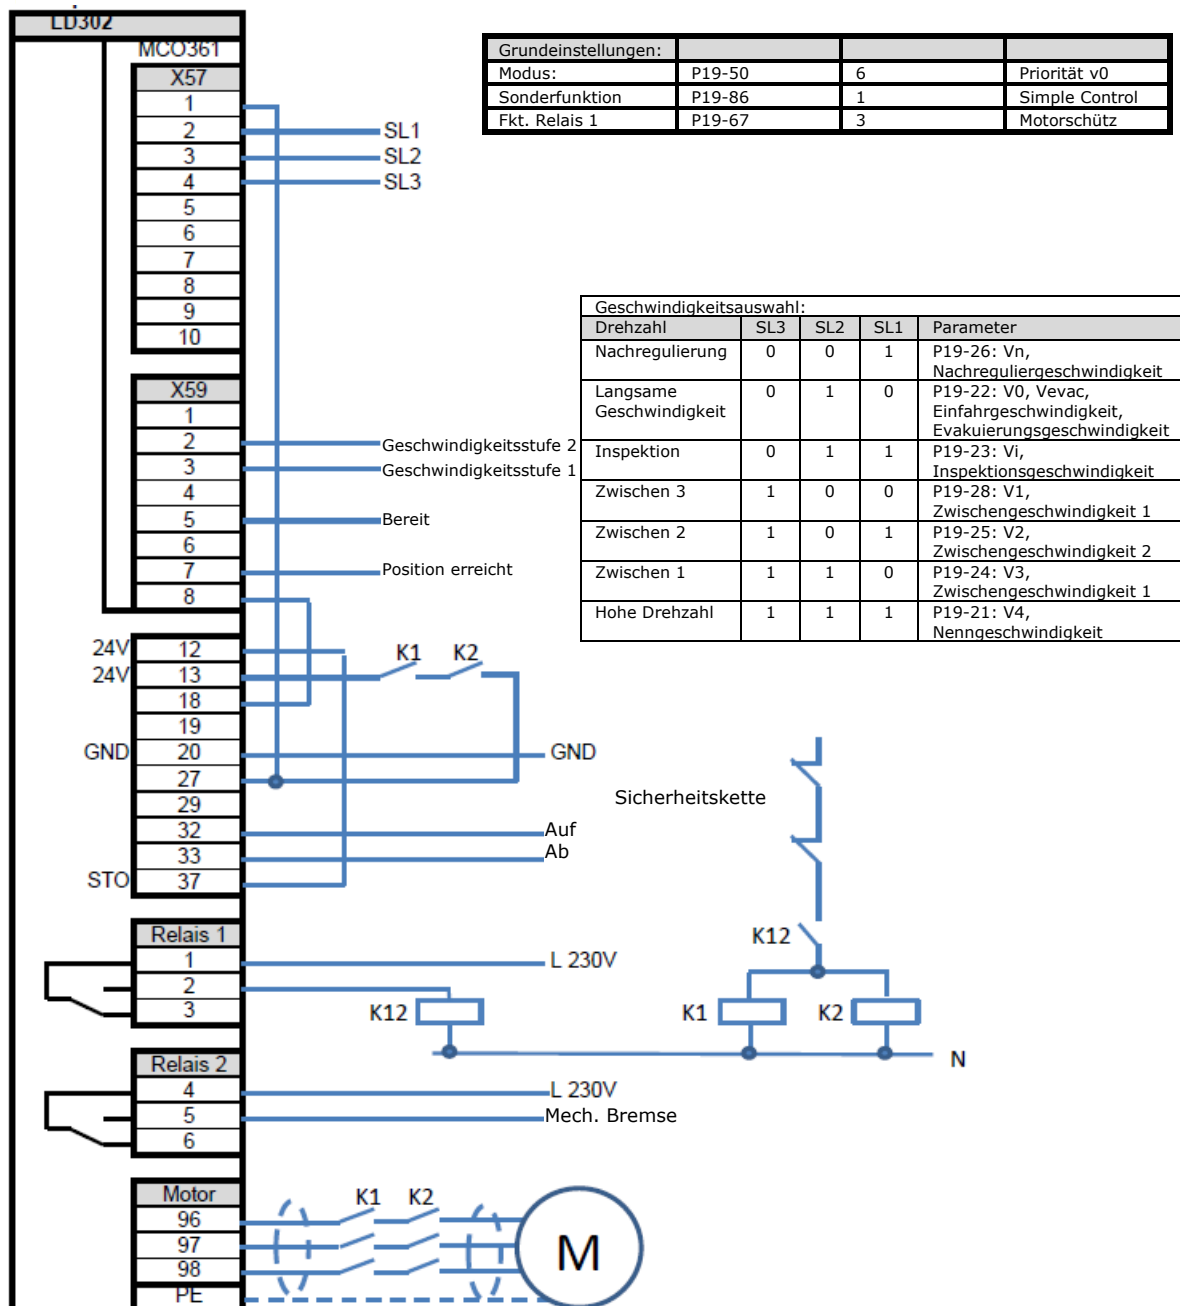 LD302
MCO361
X57
1
2
3
4
5
6
7
8
9
10
SL1
SL2
SL3
Grundeinstellungen:
Modus: P19-50 6 Priorität v0
Sonderfunktion P19-86 1 Simple Control
Fkt. Relais 1 P19-67 3 Motorschütz
X59
1
2
3
4
5
6
7
8
Geschwindigkeitsstufe 2
Geschwindigkeitsstufe 1
Bereit
Position erreicht
Geschwindigkeitsauswahl:
Drehzahl SL3 SL2 SL1 Parameter
Nachregulierung 0 0 1 P19-26: Vn,
Nachreguliergeschwindigkeit
Langsame 0 1 0 P19-22: V0, Vevac,
Geschwindigkeit Einfahrgeschwindigkeit,
Evakuierungsgeschwindigkeit
Inspektion 0 1 1 P19-23: Vi,
Inspektionsgeschwindigkeit
Zwischen 3 1 0 0 P19-28: V1,
Zwischengeschwindigkeit 1
Zwischen 2 1 0 1 P19-25: V2,
Zwischengeschwindigkeit 2
Zwischen 1 1 1 0 P19-24: V3,
Zwischengeschwindigkeit 1
Hohe Drehzahl 1 1 1 P19-21: V4,
Nenngeschwindigkeit
24V 12
24V 13
18
19
GND 20
27
29
32
33
STO 37
K1 K2
GND
Auf
Ab
Sicherheitskette
K12
K1 K2
N
Relais 1
1
2
3
L 230V
K12
Relais 2
4
5
6
L 230V
Mech. Bremse
Motor
96
97
98
PE
K1 K2
M